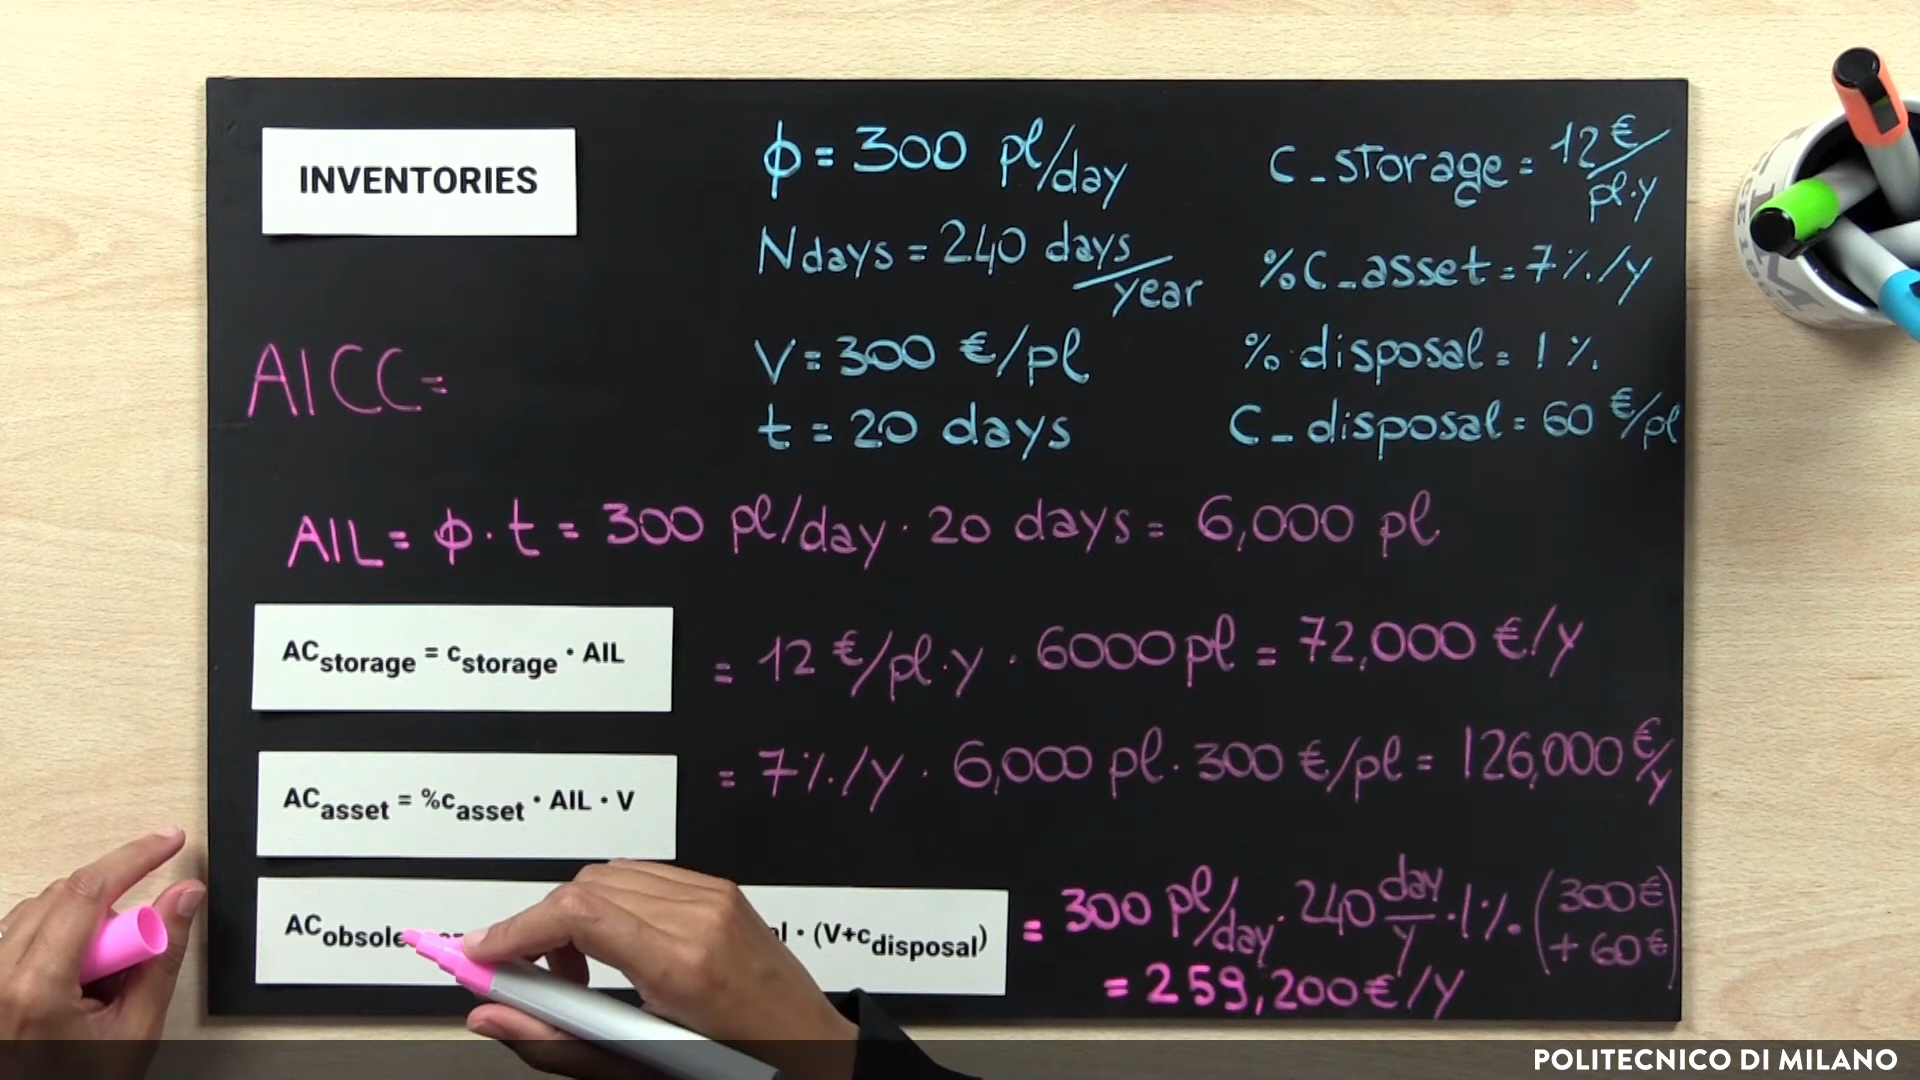 INVENTORIES
ϕ = 300 pl/day
Ndays = 240 days/year
V = 300 €/pl
t = 20 days
C_storage = 12 €/pl·y
%C_asset = 7%/y
% disposal = 1%
C_disposal = 60 €/pl
AICC =
AIL = ϕ · t = 300 pl/day · 20 days = 6,000 pl
ACstorage = cstorage · AIL = 12 €/pl·y · 6000 pl = 72,000 €/y
ACasset = %casset · AIL · V = 7%/y · 6,000 pl · 300 €/pl = 126,000 €/y
· (V+cdisposal) = 300 pl/day · 240 day/y · 1% · (300€ + 60€)
= 259,200€/y
POLITECNICO DI MILANO